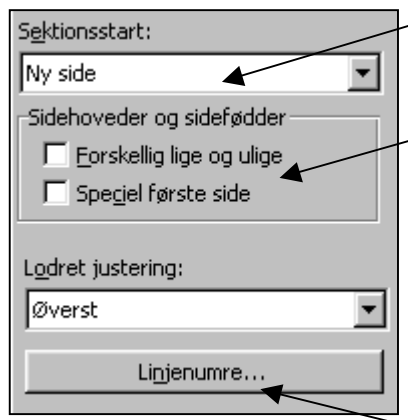 Sektionsstart:
Ny side
Sidehoveder og sidefødder
Forskellig lige og ulige
Speciel første side
Lodret justering:
Øverst
Linjenumre...